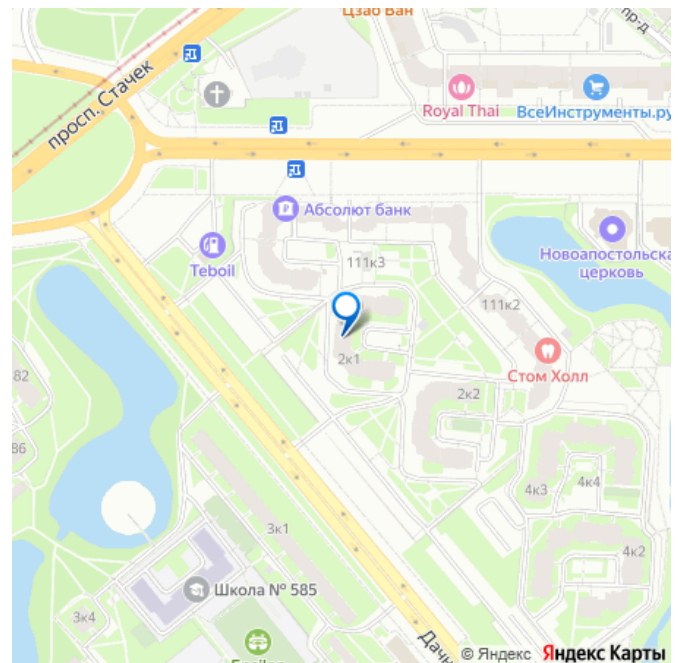 Цзао Ван
пр-д
просп. Стачек
Royal Thai
ВсеИнструменты.ру
Абсолют банк
Teboil
Новоапостольска
церковь
111к3
111к2
2к1
Стом Холл
82
2к2
86
4к3
4к4
3к1
4к2
Школа № 585
3к4
Дачн
© Яндекс Яндекс Карты